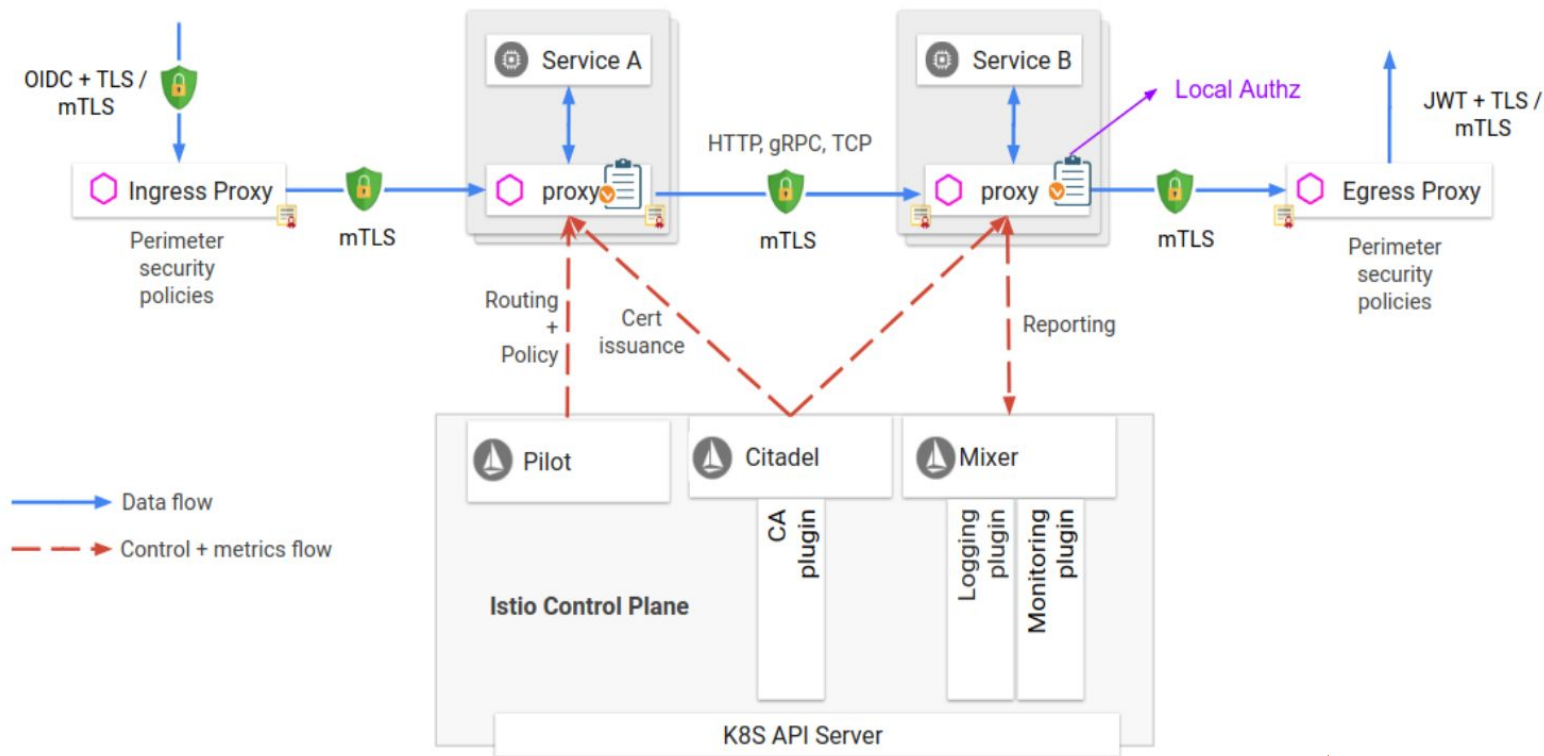 OIDC + TLS /
mTLS
Service A
Service B
Local Authz
JWT + TLS /
mTLS
HTTP, gRPC, TCP
Ingress Proxy
proxy
proxy
Egress Proxy
mTLS
mTLS
mTLS
Perimeter
security
policies
Perimeter
security
policies
Routing
+
Policy
Cert
issuance
Reporting
Pilot
Citadel
Mixer
Data flow
Control + metrics flow
CA
plugin
Logging
plugin
Monitoring
plugin
Istio Control Plane
K8S API Server